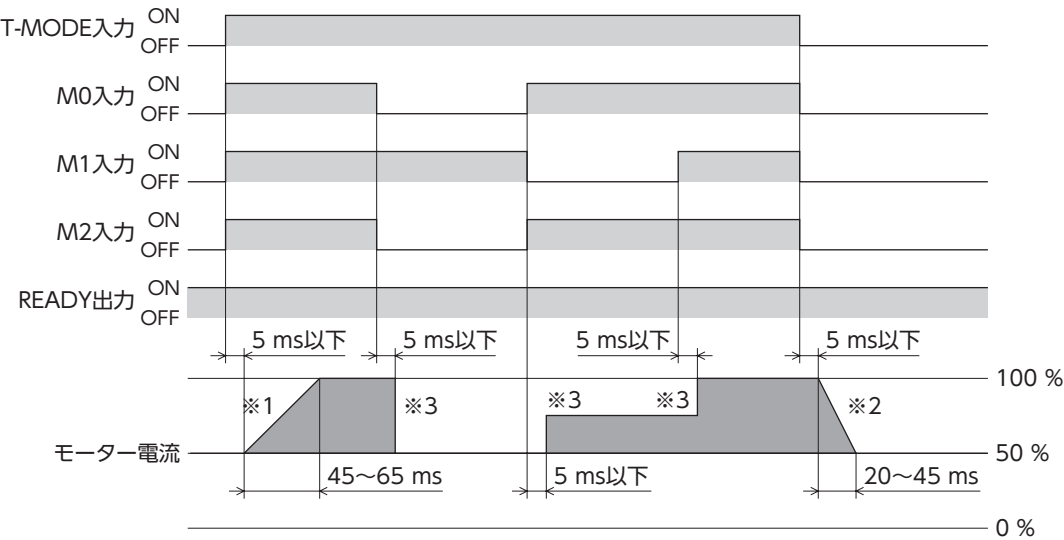 T-MODE入力 ON
OFF
M0入力 ON
OFF
M1入力 ON
OFF
M2入力 ON
OFF
READY出力 ON
OFF
5 ms以下 5 ms以下 5 ms以下 5 ms以下
100 %
※1 ※3 ※3 ※3 ※2
モーター電流 50 %
45～65 ms 5 ms以下 20～45 ms
0 %